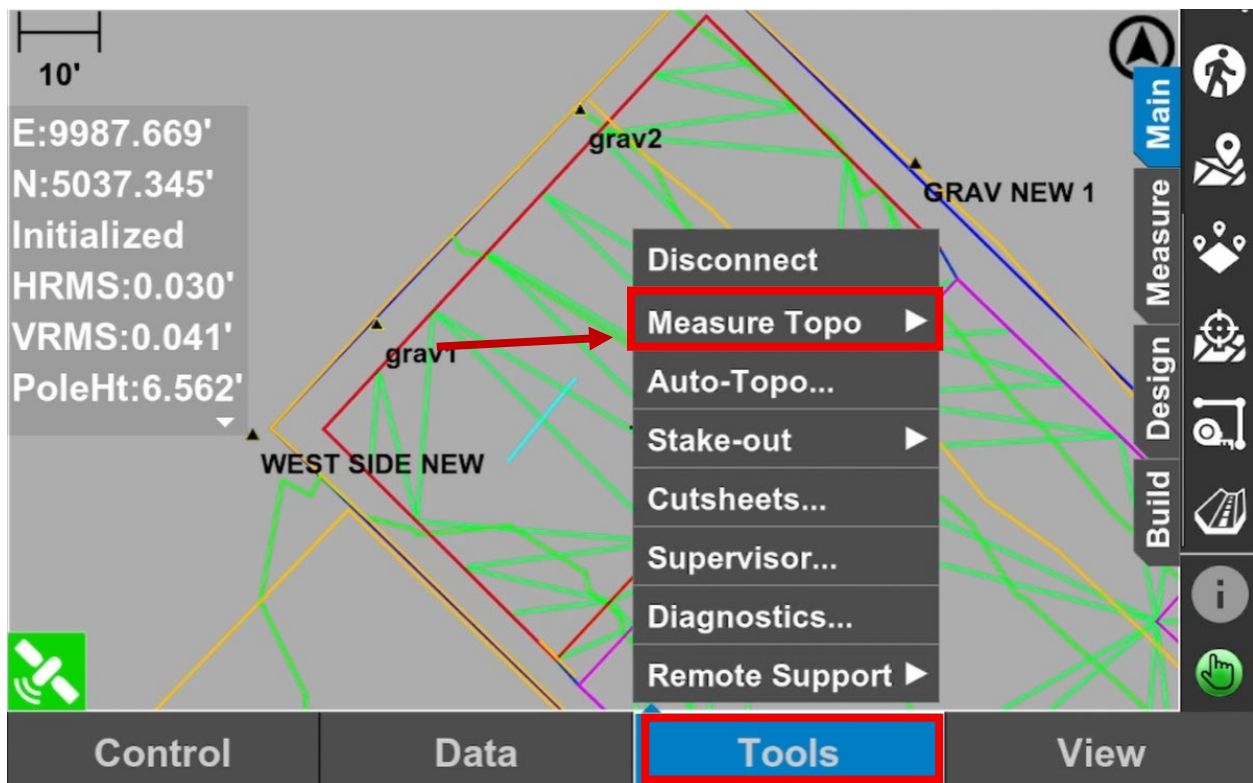 10'
E:9987.669'
N:5037.345'
Initialized
HRMS:0.030'
VRMS:0.041'
PoleHt:6.562'
grav2
GRAV NEW 1
grav1
WEST SIDE NEW
Disconnect
Measure Topo
Auto-Topo...
Stake-out
Cutsheets...
Supervisor...
Diagnostics...
Remote Support
Main
Measure
Design
Build
i
Control
Data
Tools
View